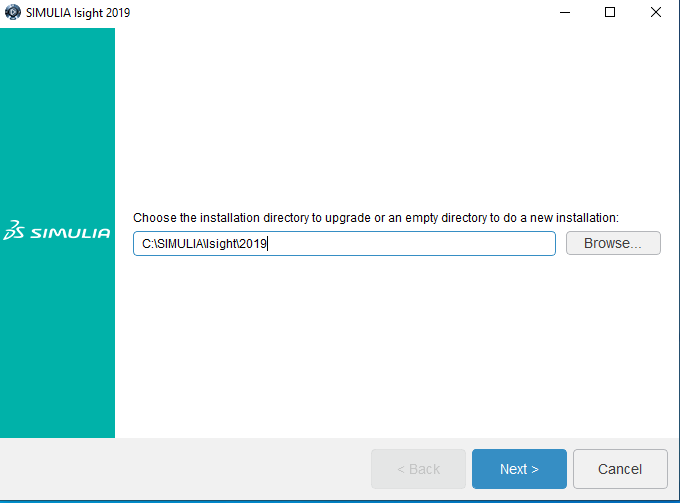 SIMULIA Isight 2019
Choose the installation directory to upgrade or an empty directory to do a new installation:
C:\SIMULIA\Isight\2019
Browse...
SIMULIA
< Back
Next >
Cancel